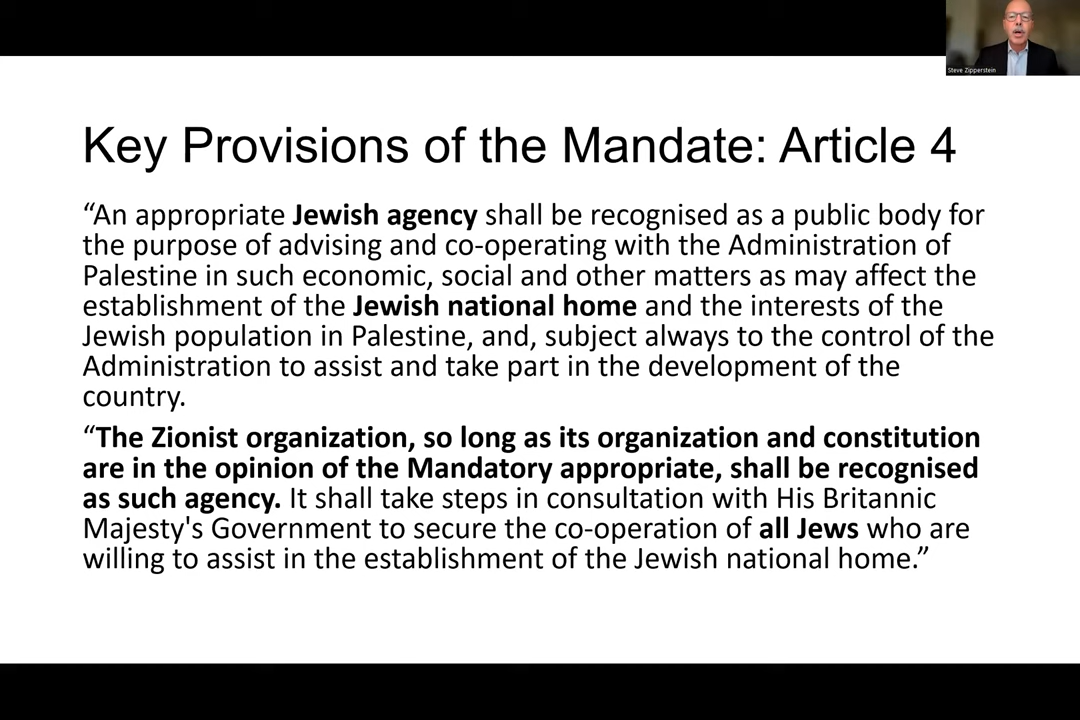 Steve Zipperstein
Key Provisions of the Mandate: Article 4
“An appropriate Jewish agency shall be recognised as a public body for
the purpose of advising and co-operating with the Administration of
Palestine in such economic, social and other matters as may affect the
establishment of the Jewish national home and the interests of the
Jewish population in Palestine, and, subject always to the control of the
Administration to assist and take part in the development of the
country.
“The Zionist organization, so long as its organization and constitution
are in the opinion of the Mandatory appropriate, shall be recognised
as such agency. It shall take steps in consultation with His Britannic
Majesty's Government to secure the co-operation of all Jews who are
willing to assist in the establishment of the Jewish national home.”